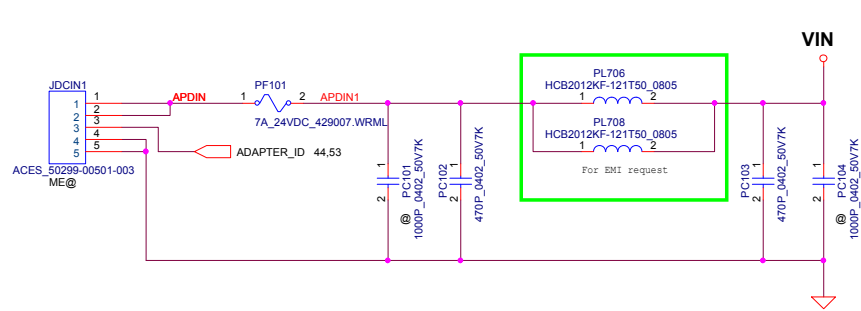 VIN
PL706
HCB2012KF-121T50_0805
1 2
JDCIN1
PF101
1 APDIN 1 2 APDIN1
1
2
2
3
3
4
4
5
5
7A_24VDC_429007.WRML
PL708
HCB2012KF-121T50_0805
1 2
For EMI request
ADAPTER_ID 44,53
ACES_50299-00501-003
ME@
1
2
@
PC101
1000P_0402_50V7K
1
2
PC102
470P_0402_50V7K
1
2
PC103
470P_0402_50V7K
1
2
@
PC104
1000P_0402_50V7K